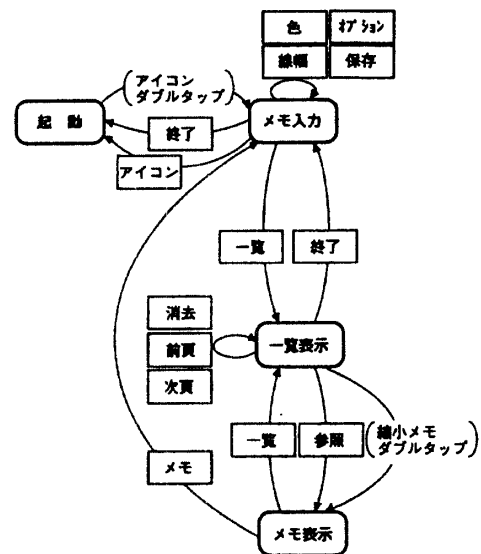 色
ｵﾌﾟｼｮﾝ
線幅
保存
アイコン
ダブルタップ
起 動
メモ入力
終了
アイコン
一覧
終了
消去
前頁
次頁
一覧表示
一覧
参照
縮小メモ
ダブルタップ
メモ
メモ表示